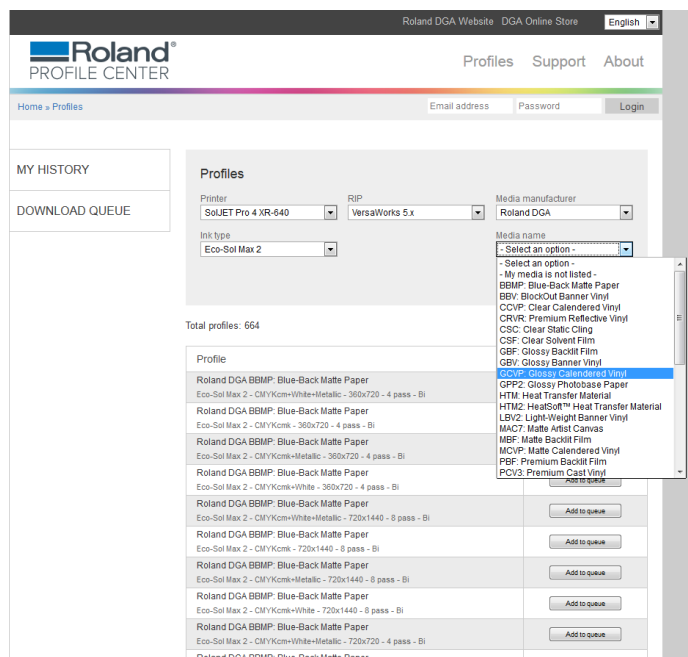 Roland DGA Website DGA Online Store English
Roland®
PROFILE CENTER
Profiles Support About
Home » Profiles
Email address Password Login
MY HISTORY
DOWNLOAD QUEUE
Profiles
Printer RIP Media manufacturer
SolJET Pro 4 XR-640 VersaWorks 5.x Roland DGA
Ink type Media name
Eco-Sol Max 2 - Select an option -
- Select an option -
- My media is not listed -
BBMP: Blue-Back Matte Paper
BBV: BlockOut Banner Vinyl
CCVP: Clear Calendered Vinyl
CRVR: Premium Reflective Vinyl
CSC: Clear Static Cling
CSF: Clear Solvent Film
GBF: Glossy Backlit Film
GBV: Glossy Banner Vinyl
GCVP: Glossy Calendered Vinyl
GPP2: Glossy Photobase Paper
HTM: Heat Transfer Material
HTM2: HeatSoft™ Heat Transfer Material
LBV2: Light-Weight Banner Vinyl
MAC7: Matte Artist Canvas
MBF: Matte Backlit Film
MCVP: Matte Calendered Vinyl
PBF: Premium Backlit Film
PCV3: Premium Cast Vinyl
Total profiles: 664
Profile
Roland DGA BBMP: Blue-Back Matte Paper
Eco-Sol Max 2 - CMYKcm+White+Metallic - 360x720 - 4 pass - Bi
Roland DGA BBMP: Blue-Back Matte Paper
Eco-Sol Max 2 - CMYKcmk - 360x720 - 4 pass - Bi
Roland DGA BBMP: Blue-Back Matte Paper
Eco-Sol Max 2 - CMYKcmk+Metallic - 360x720 - 4 pass - Bi
Roland DGA BBMP: Blue-Back Matte Paper
Eco-Sol Max 2 - CMYKcmk+White - 360x720 - 4 pass - Bi
Add to queue
Roland DGA BBMP: Blue-Back Matte Paper
Eco-Sol Max 2 - CMYKcm+White+Metallic - 720x1440 - 8 pass - Bi
Add to queue
Roland DGA BBMP: Blue-Back Matte Paper
Eco-Sol Max 2 - CMYKcmk - 720x1440 - 8 pass - Bi
Add to queue
Roland DGA BBMP: Blue-Back Matte Paper
Eco-Sol Max 2 - CMYKcmk+Metallic - 720x1440 - 8 pass - Bi
Add to queue
Roland DGA BBMP: Blue-Back Matte Paper
Eco-Sol Max 2 - CMYKcmk+White - 720x1440 - 8 pass - Bi
Add to queue
Roland DGA BBMP: Blue-Back Matte Paper
Eco-Sol Max 2 - CMYKcm+White+Metallic - 720x720 - 4 pass - Bi
Add to queue
Roland DGA BBMP: Blue-Back Matte Paper